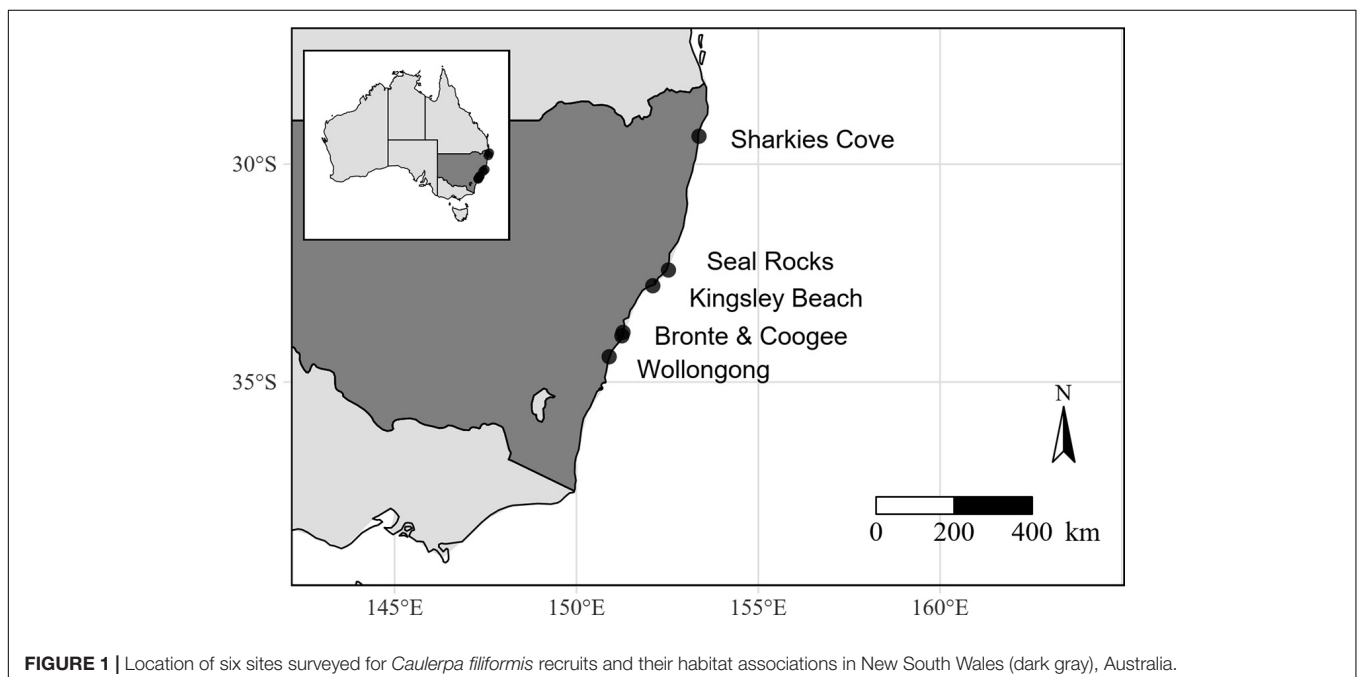 Sharkies Cove
30°S
Seal Rocks
Kingsley Beach
Bronte & Coogee
Wollongong
35°S
N
0 200 400 km
145°E 150°E 155°E 160°E
FIGURE 1 | Location of six sites surveyed for Caulerpa filiformis recruits and their habitat associations in New South Wales (dark gray), Australia.